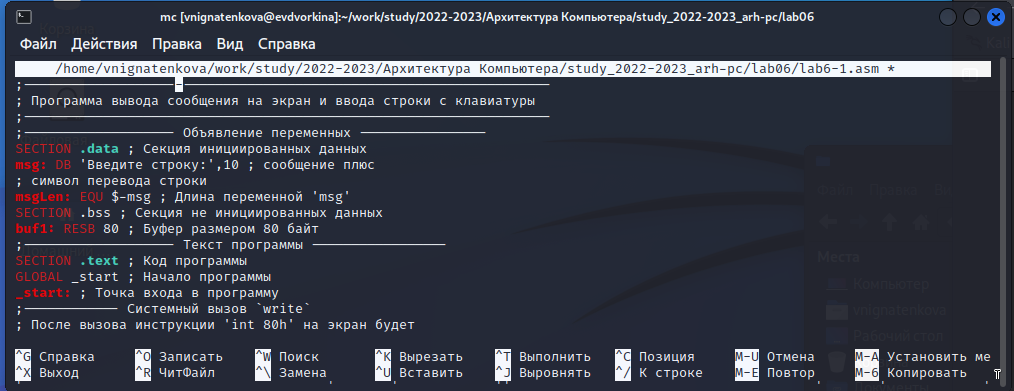 mc [vnignatenkova@evdvorkina]:~/work/study/2022-2023/Архитектура Компьютера/study_2022-2023_arh-pc/lab06
Файл Действия Правка Вид Справка
/home/vnignatenkova/work/study/2022-2023/Архитектура Компьютера/study_2022-2023_arh-pc/lab06/lab6-1.asm *
;------------------------------------------------------------------
; Программа вывода сообщения на экран и ввода строки с клавиатуры
;------------------------------------------------------------------
;------------------- Объявление переменных ----------------
SECTION .data ; Секция инициированных данных
msg: DB 'Введите строку:',10 ; сообщение плюс
; символ перевода строки
msgLen: EQU $-msg ; Длина переменной 'msg'
SECTION .bss ; Секция не инициированных данных
buf1: RESB 80 ; Буфер размером 80 байт
;------------------- Текст программы -----------------
SECTION .text ; Код программы
GLOBAL _start ; Начало программы
_start: ; Точка входа в программу
;------------ Системный вызов `write`
; После вызова инструкции 'int 80h' на экран будет
^G Справка ^O Записать ^W Поиск ^K Вырезать ^T Выполнить ^C Позиция M-U Отмена M-A Установить ме
^X Выход ^R ЧитФайл ^\ Замена ^U Вставить ^J Выровнять ^/ К строке M-E Повтор M-6 Копировать
Места
Компьютер
vnignatenkova
Рабочий стол